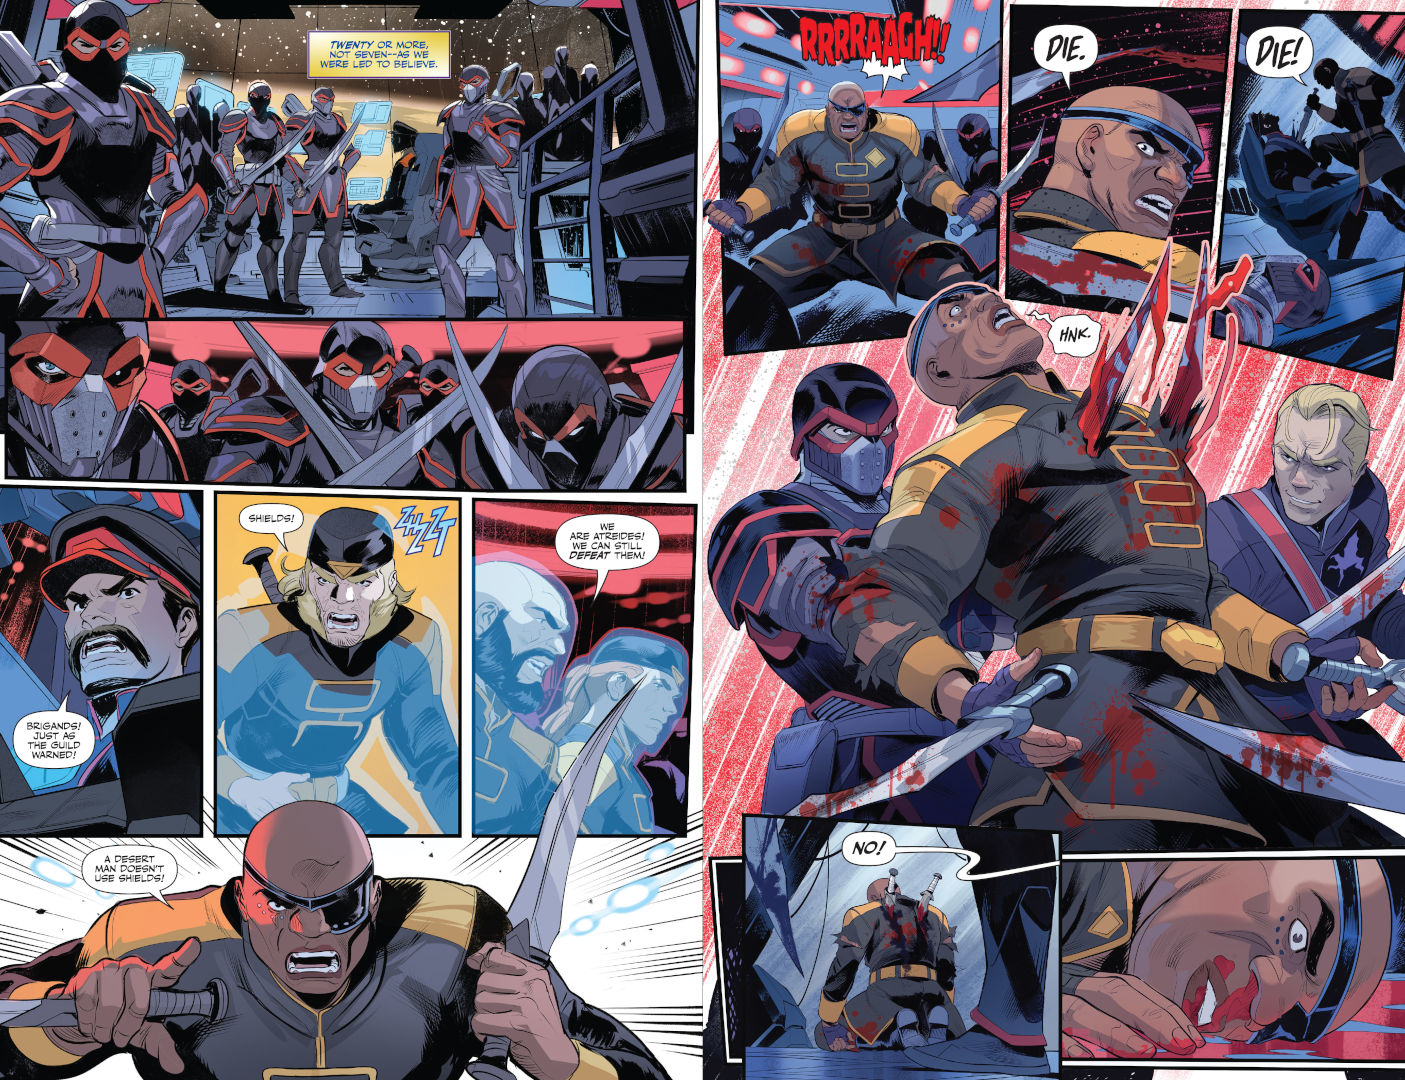 TWENTY OR MORE,
NOT SEVEN--AS WE
WERE LED TO BELIEVE.
BRIGANDS!
JUST AS
THE GUILD
WARNED!
SHIELDS!
ZHZZT
WE
ARE ATREIDES!
WE CAN STILL
DEFEAT THEM!
A DESERT
MAN DOESN'T
USE SHIELDS!
RRRRAAGH!!
DIE.
DIE!
HNK.
NO!